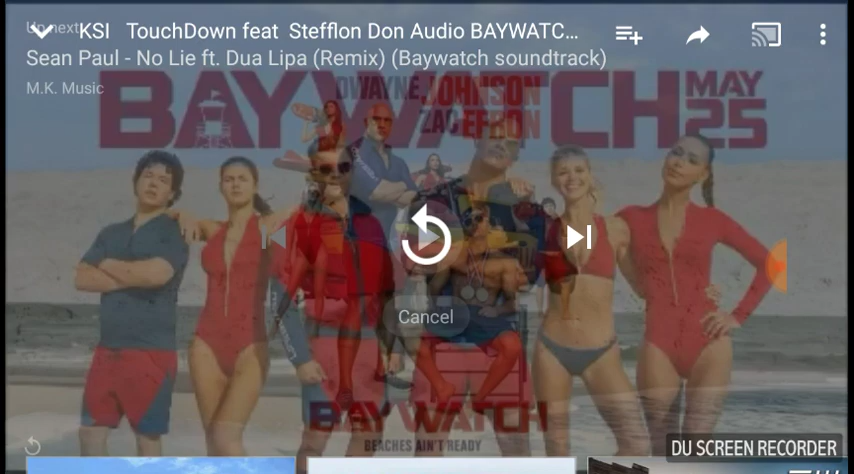 Up next
KSI TouchDown feat Stefflon Don Audio BAYWATC...
Sean Paul - No Lie ft. Dua Lipa (Remix) (Baywatch soundtrack)
M.K. Music
DWAYNE JOHNSON
ZAC EFRON
BAYWATCH
MAY
25
Cancel
BAYWATCH
BEACHES AIN'T READY
DU SCREEN RECORDER